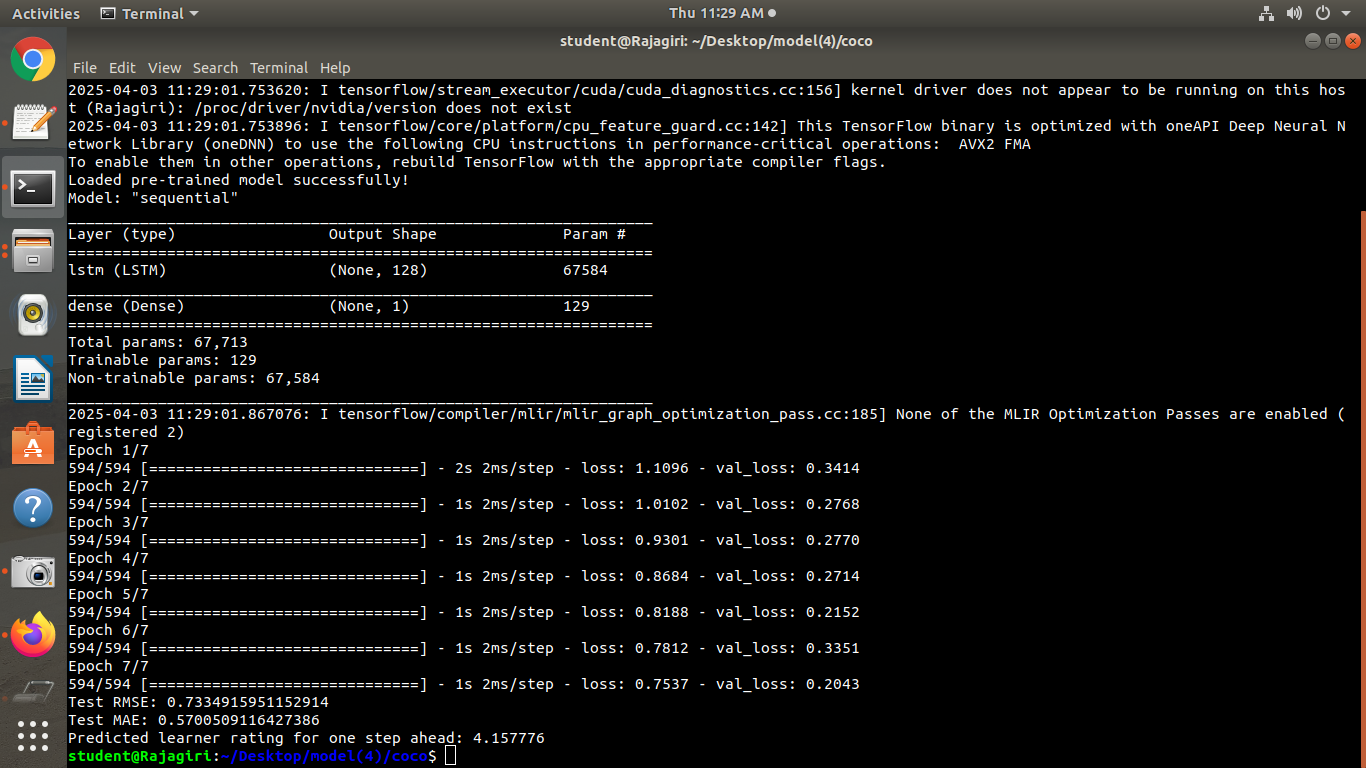 Activities Terminal Thu 11:29 AM
student@Rajagiri: ~/Desktop/model(4)/coco
File Edit View Search Terminal Help
2025-04-03 11:29:01.753620: I tensorflow/stream_executor/cuda/cuda_diagnostics.cc:156] kernel driver does not appear to be running on this hos
t (Rajagiri): /proc/driver/nvidia/version does not exist
2025-04-03 11:29:01.753896: I tensorflow/core/platform/cpu_feature_guard.cc:142] This TensorFlow binary is optimized with oneAPI Deep Neural N
etwork Library (oneDNN) to use the following CPU instructions in performance-critical operations:  AVX2 FMA
To enable them in other operations, rebuild TensorFlow with the appropriate compiler flags.
Loaded pre-trained model successfully!
Model: "sequential"
_________________________________________________________________
Layer (type)                 Output Shape              Param #
=================================================================
lstm (LSTM)                  (None, 128)               67584
_________________________________________________________________
dense (Dense)                (None, 1)                 129
=================================================================
Total params: 67,713
Trainable params: 129
Non-trainable params: 67,584
_________________________________________________________________
2025-04-03 11:29:01.867076: I tensorflow/compiler/mlir/mlir_graph_optimization_pass.cc:185] None of the MLIR Optimization Passes are enabled (
registered 2)
Epoch 1/7
594/594 [==============================] - 2s 2ms/step - loss: 1.1096 - val_loss: 0.3414
Epoch 2/7
594/594 [==============================] - 1s 2ms/step - loss: 1.0102 - val_loss: 0.2768
Epoch 3/7
594/594 [==============================] - 1s 2ms/step - loss: 0.9301 - val_loss: 0.2770
Epoch 4/7
594/594 [==============================] - 1s 2ms/step - loss: 0.8684 - val_loss: 0.2714
Epoch 5/7
594/594 [==============================] - 1s 2ms/step - loss: 0.8188 - val_loss: 0.2152
Epoch 6/7
594/594 [==============================] - 1s 2ms/step - loss: 0.7812 - val_loss: 0.3351
Epoch 7/7
594/594 [==============================] - 1s 2ms/step - loss: 0.7537 - val_loss: 0.2043
Test RMSE: 0.7334915951152914
Test MAE: 0.5700509116427386
Predicted learner rating for one step ahead: 4.157776
student@Rajagiri:~/Desktop/model(4)/coco$